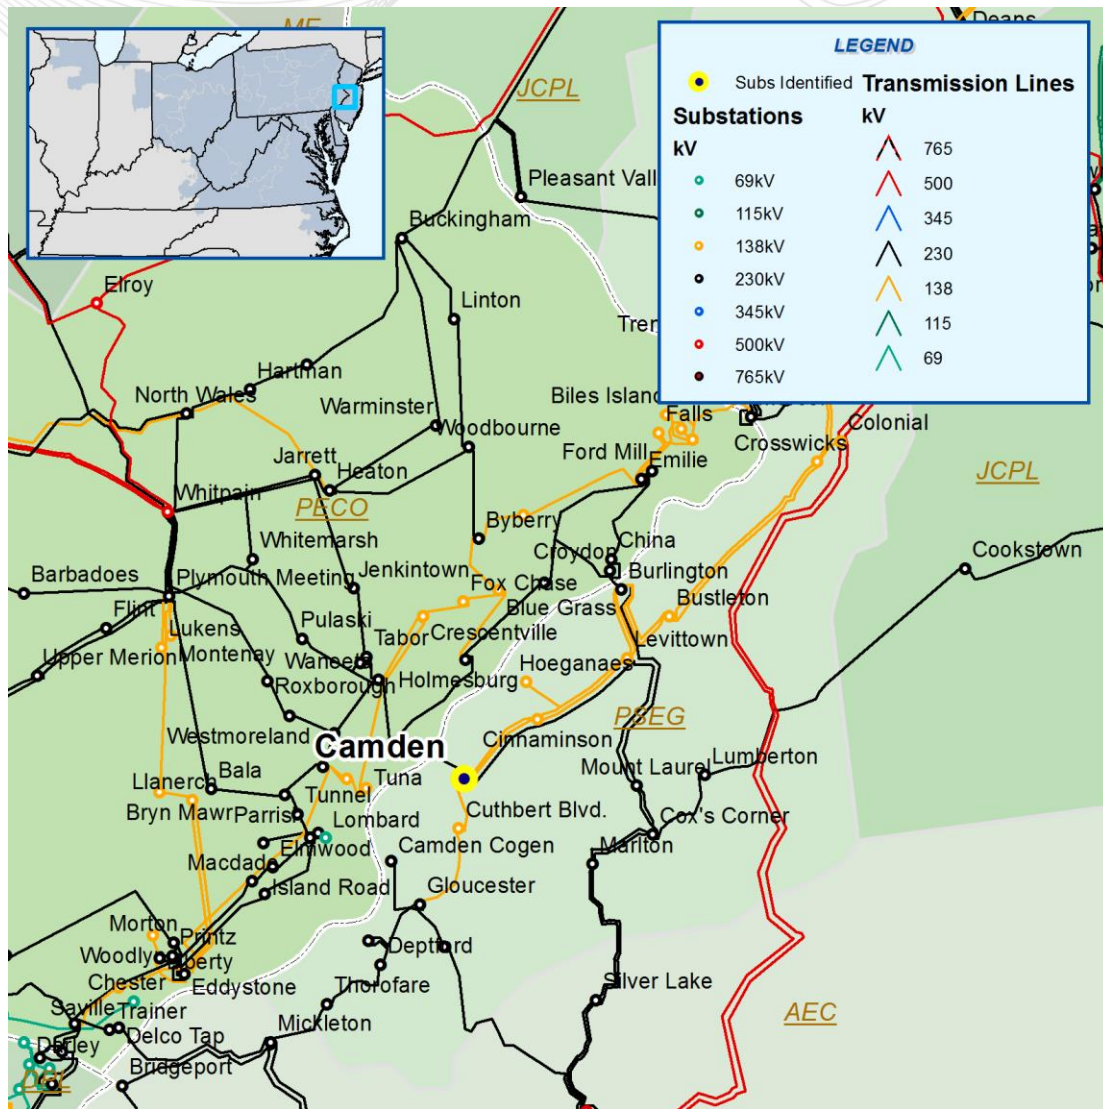 ME
Deans
LEGEND
Subs Identified
Transmission Lines
Substations
kV
kV
765
500
69kV
345
115kV
230
138kV
138
230kV
115
345kV
69
500kV
765kV
JCPL
Pleasant Vall
Buckingham
Elroy
Linton
Hartman
North Wales
Warminster
Biles Island
Falls
Woodbourne
Colonial
Crosswicks
Ford Mill
Emilie
Jarrett
Heaton
JCPL
Whitpain
PECO
Byberry
Whitemarsh
China
Croydon
Cookstown
Barbadoes
Plymouth Meeting
Jenkintown
Fox Chase
Burlington
Flint
Blue Grass
Bustleton
Pulaski
Lukens
Tabor
Crescentville
Levittown
Upper Merion
Montenay
Waneeta
Hoeganaes
Roxborough
Holmesburg
PSEG
Westmoreland
Camden
Cinnaminson
Lumberton
Mount Laurel
Llanerch
Bala
Tuna
Tunnel
Bryn Mawr
Parrish
Cuthbert Blvd.
Lombard
Cox's Corner
Elmwood
Camden Cogen
Marlton
Macdade
Island Road
Gloucester
Morton
Printz
Deptford
Woodly
Chester
Eddystone
Thorofare
Silver Lake
Saville
Trainer
AEC
Mickleton
Delco Tap
Bridgeport